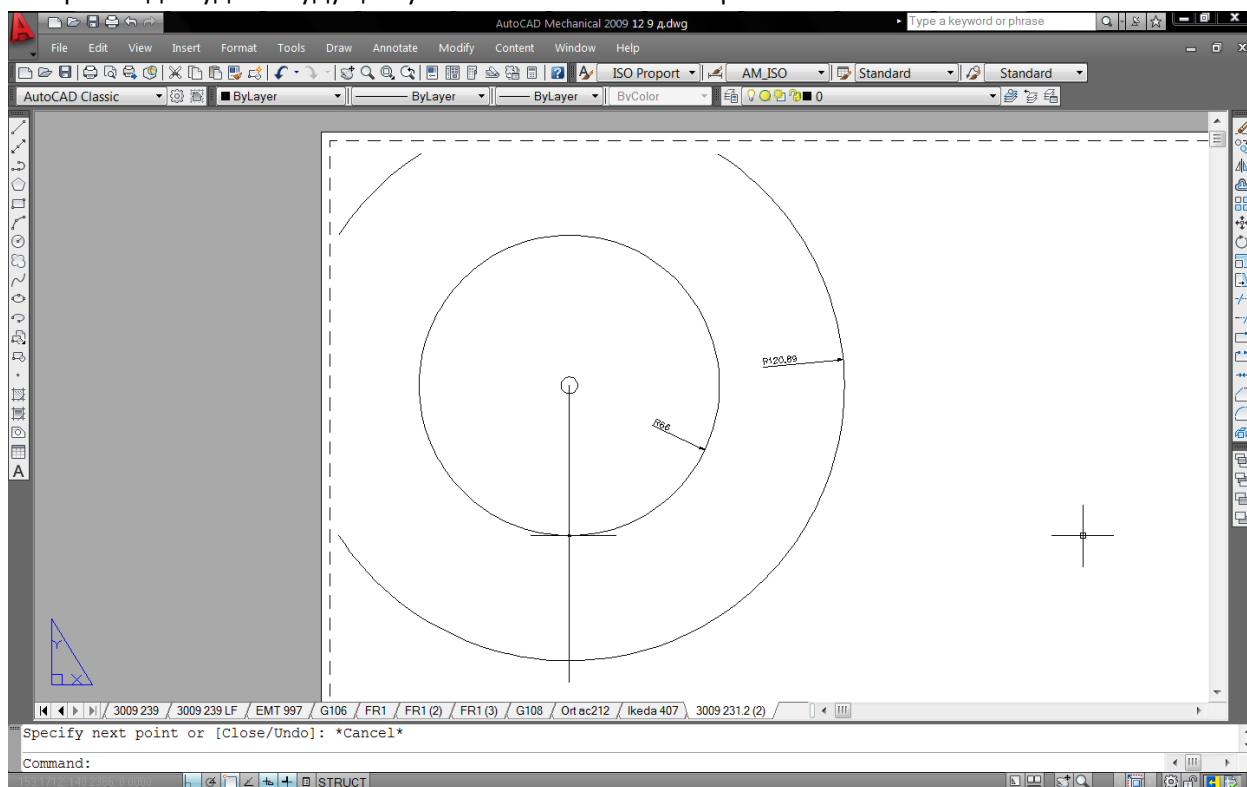 AutoCAD Mechanical 2009 12 9 д.dwg
Type a keyword or phrase
File Edit View Insert Format Tools Draw Annotate Modify Content Window Help
ISO Proport AM_ISO Standard Standard
AutoCAD Classic ByLayer ByLayer ByLayer ByColor 0
R120,89
R66
Y
X
3009 239 3009 239 LF EMT 997 G106 FR1 FR1 (2) FR1 (3) G108 Ort ac212 Ikeda 407 3009 231.2 (2)
Specify next point or [Close/Undo]: *Cancel*
Command:
STRUCT